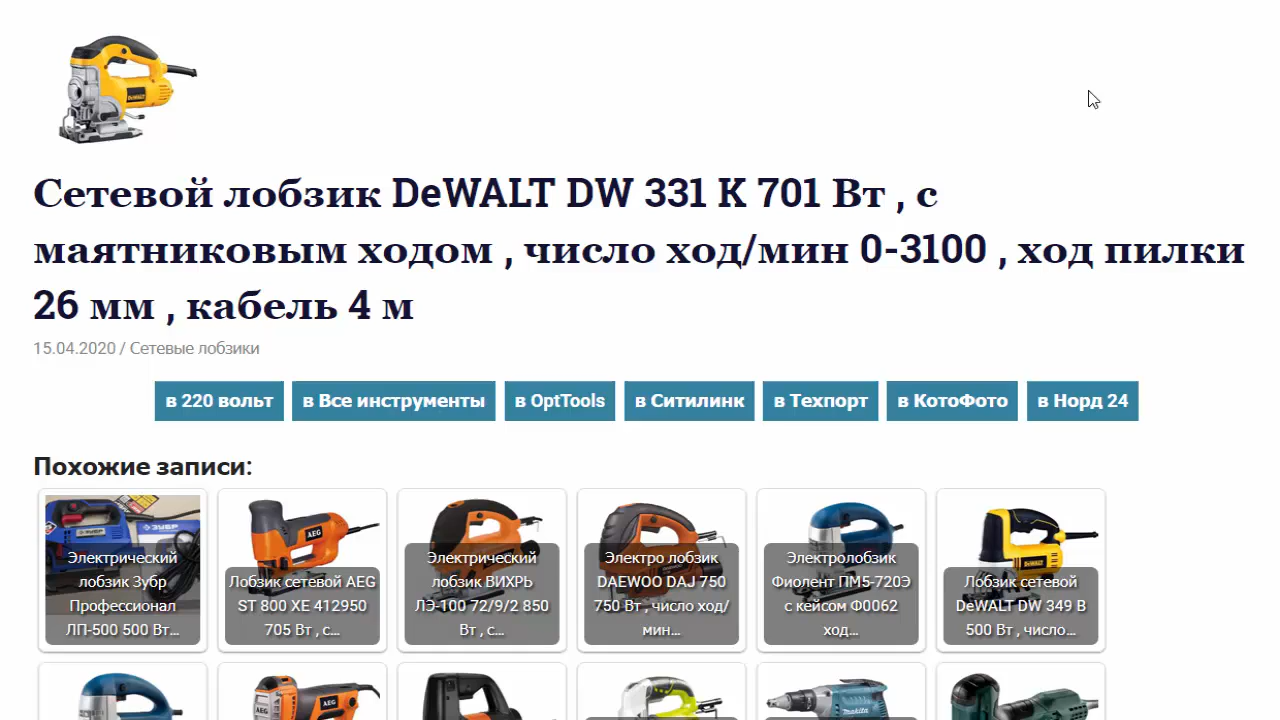 Сетевой лобзик DeWALT DW 331 K 701 Вт , с
маятниковым ходом , число ход/мин 0-3100 , ход пилки
26 мм , кабель 4 м
15.04.2020 / Сетевые лобзики
в 220 вольт в Все инструменты в OptTools в Ситилинк в Техпорт в КотоФото в Норд 24
Похожие записи:
Электрический
лобзик Зубр
Профессионал
ЛП-500 500 Вт...
Лобзик сетевой AEG
ST 800 XE 412950
705 Вт , с...
Электрический
лобзик ВИХРЬ
ЛЭ-100 72/9/2 850
Вт , с...
Электро лобзик
DAEWOO DAJ 750
750 Вт , число ход/
мин...
Электролобзик
Фиолент ПМ5-720Э
с кейсом Ф0062
ход...
Лобзик сетевой
DeWALT DW 349 В
500 Вт , число...